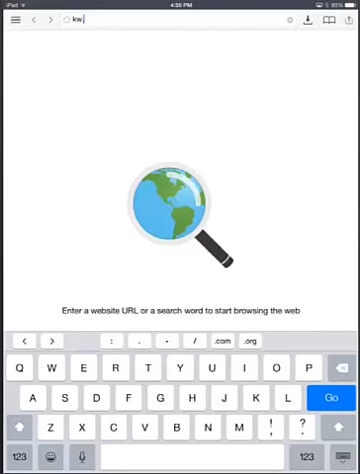 iPad 4:50 PM 90%
kw.
Enter a website URL or a search word to start browsing the web
: . - / .com .org
Q W E R T Y U I O P
A S D F G H J K L Go
Z X C V B N M ! , ? .
123 123